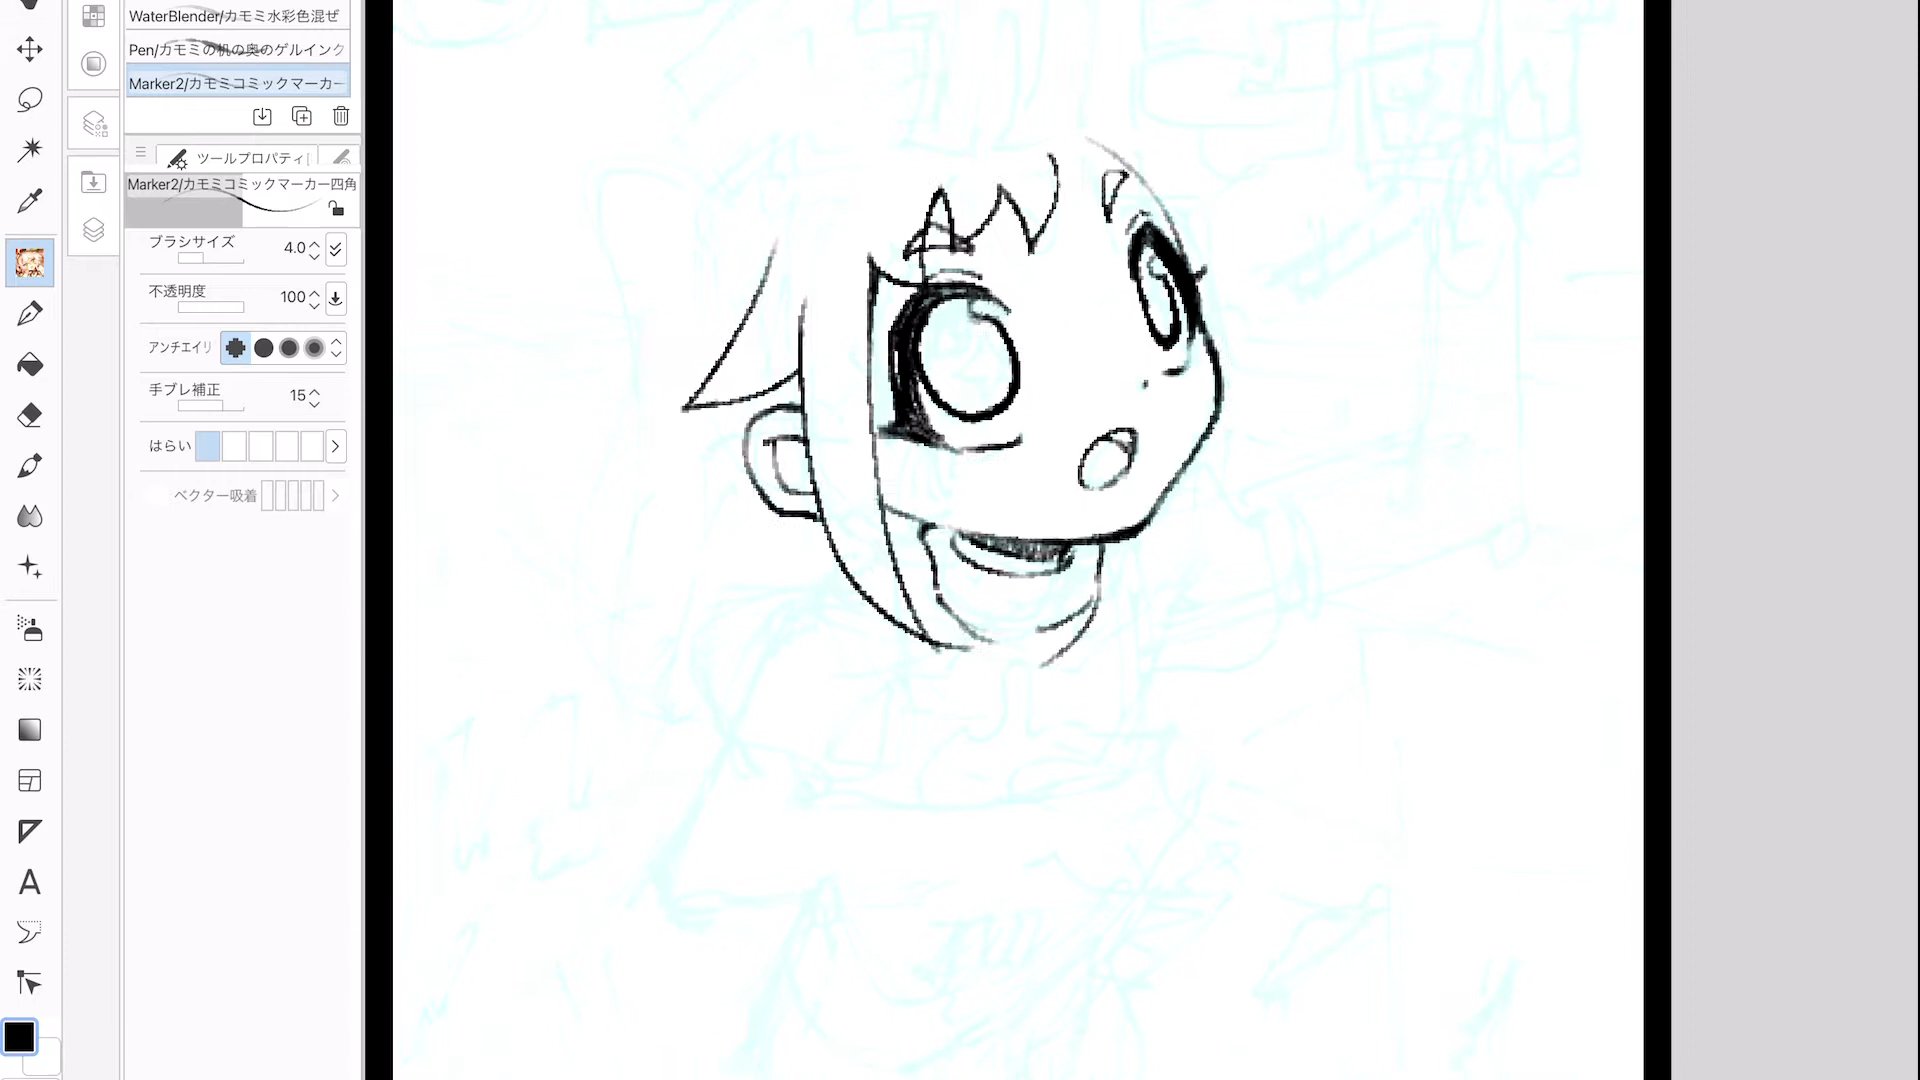 WaterBlender/カモミ水彩色混ぜ
Pen/カモミの机の奥のゲルインク
Marker2/カモミコミックマーカー
ツールプロパティ[
Marker2/カモミコミックマーカー四角
ブラシサイズ 4.0
不透明度 100
アンチエイリ
手ブレ補正 15
はらい
ベクター吸着